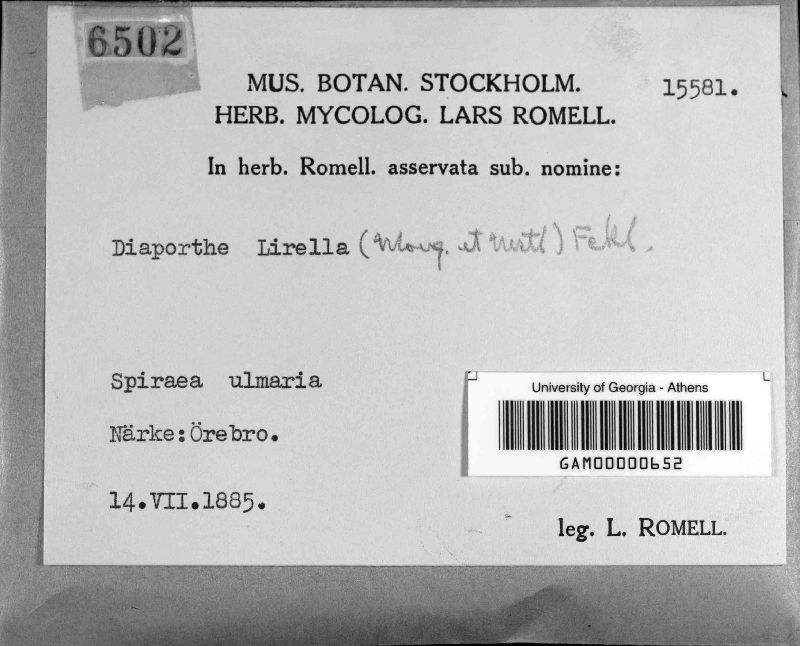 6502
MUS. BOTAN. STOCKHOLM.
15581.
HERB. MYCOLOG. LARS ROMELL.
In herb. Romell. asservata sub. nomine:
Diaporthe Lirella (Moug. et Nestl) Fckl.
Spiraea ulmaria
Närke:Örebro.
14.VII.1885.
University of Georgia - Athens
GAM00000652
leg. L. ROMELL.